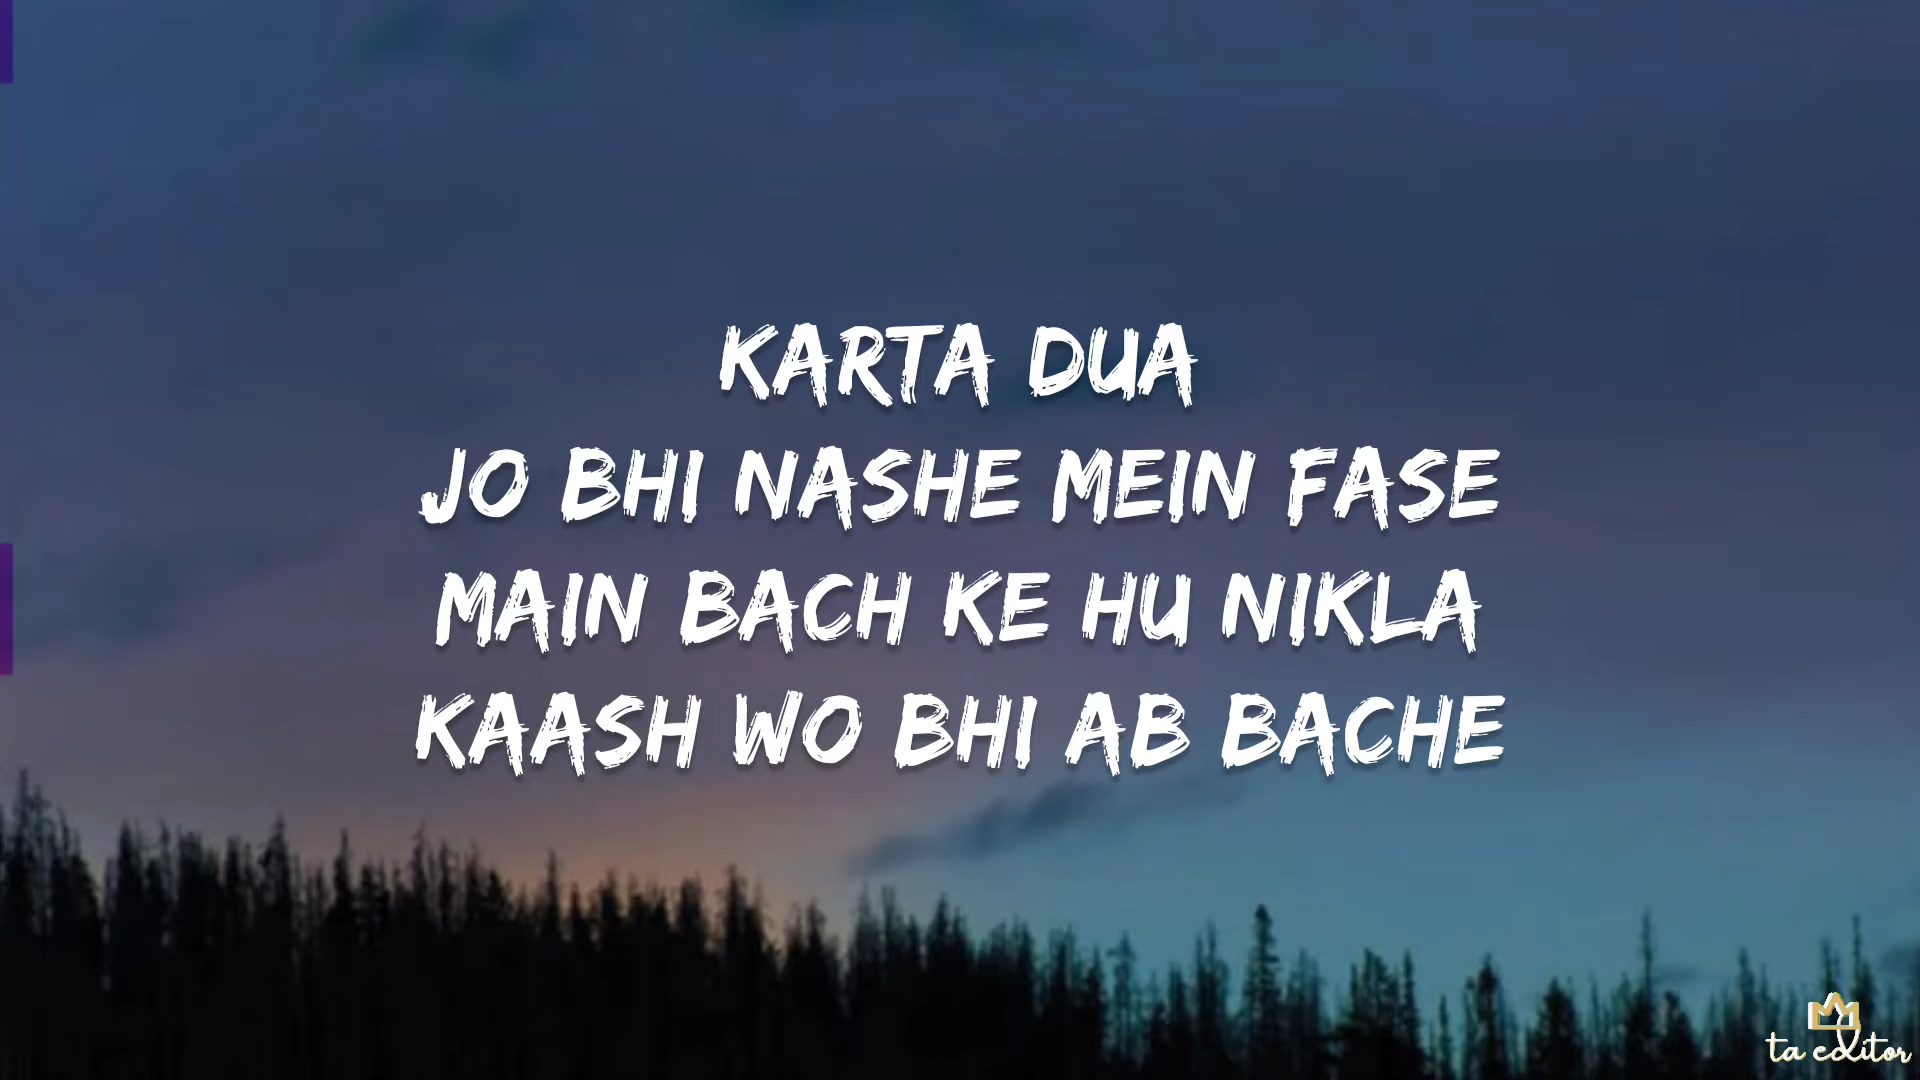 KARTA DUA
JO BHI NASHE MEIN FASE
MAIN BACH KE HU NIKLA
KAASH WO BHI AB BACHE
ta editor